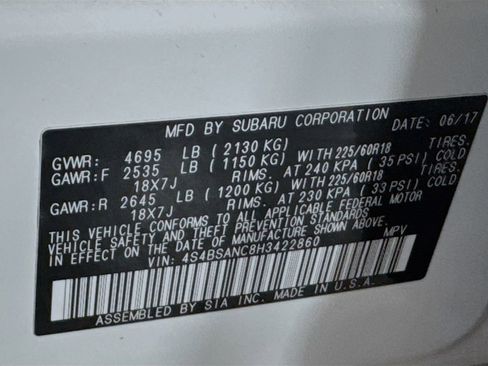 MFD BY SUBARU CORPORATION DATE: 06/17
GVWR: 4695 LB ( 2130 KG)
GAWR:F 2535 LB ( 1150 KG) WITH 225/60R18 TIRES.
18X7J RIMS. AT 240 KPA ( 35 PSI) COLD
GAWR:R 2645 LB ( 1200 KG) WITH 225/60R18 TIRES.
18X7J RIMS. AT 230 KPA ( 33 PSI) COLD
THIS VEHICLE CONFORMS TO ALL APPLICABLE FEDERAL MOTOR
VEHICLE SAFETY AND THEFT PREVENTION STANDARDS
IN EFFECT ON THE DATE OF MANUFACTURE SHOWN ABOVE.
VIN: 4S4BSANC8H3422860 MPV
ASSEMBLED BY SIA INC. MADE IN U.S.A.